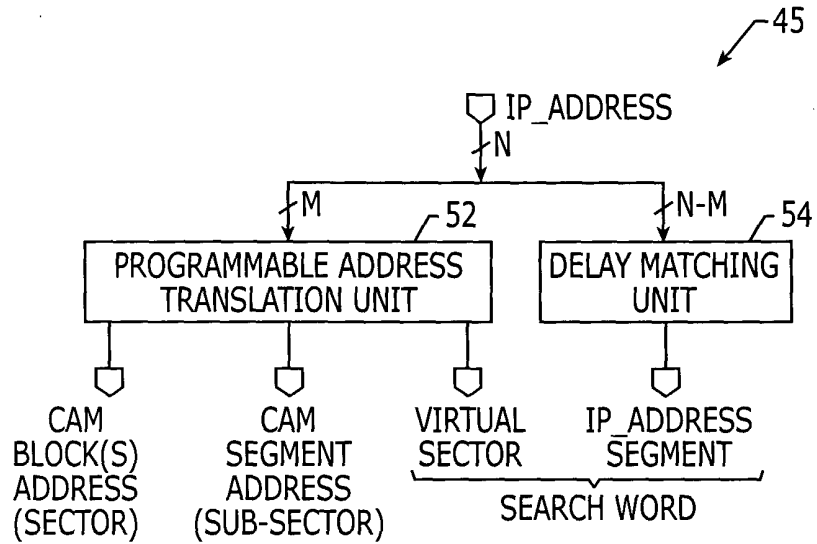 45
IP_ADDRESS
N
M
52
N-M
54
PROGRAMMABLE ADDRESS
TRANSLATION UNIT
DELAY MATCHING
UNIT
CAM
BLOCK(S)
ADDRESS
(SECTOR)
CAM
SEGMENT
ADDRESS
(SUB-SECTOR)
VIRTUAL
SECTOR
IP_ADDRESS
SEGMENT
SEARCH WORD